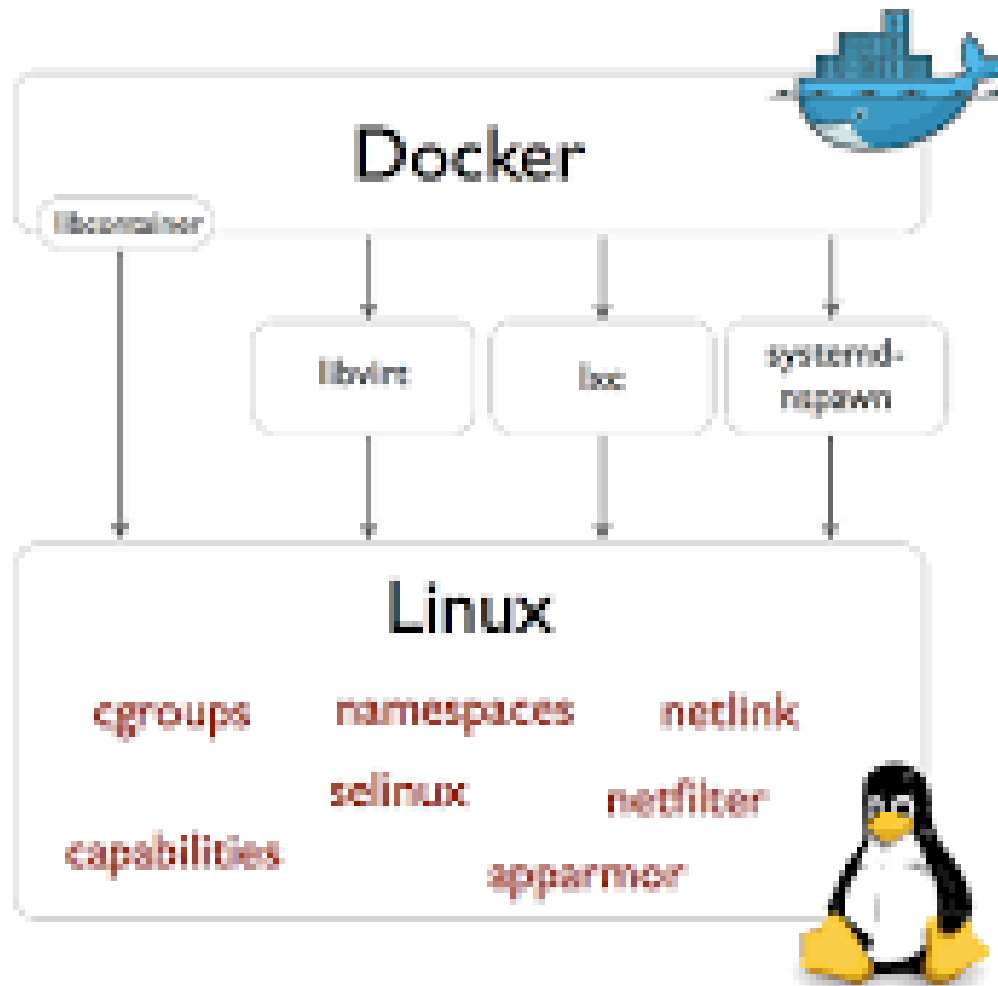 Docker
libcontainer
libvirt
lxc
systemd-
nspawn
Linux
cgroups namespaces netlink
selinux netfilter
capabilities apparmor